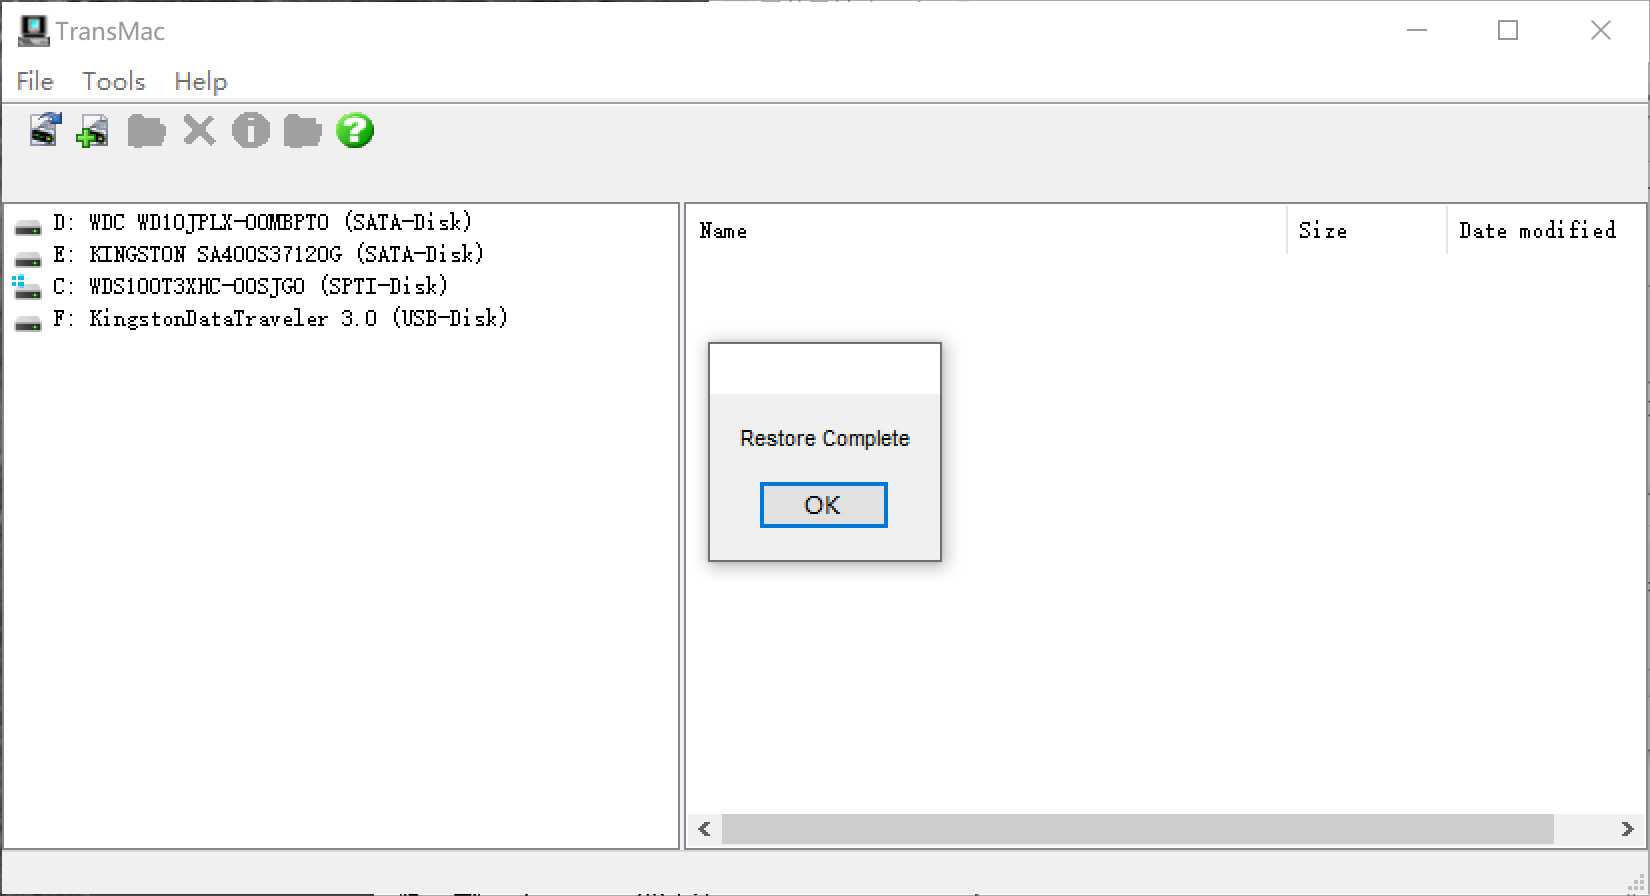 TransMac
File Tools Help
D: WDC WD10JPLX-00MBPT0 (SATA-Disk)
E: KINGSTON SA400S37120G (SATA-Disk)
C: WDS100T3XHC-00SJG0 (SPTI-Disk)
F: KingstonDataTraveler 3.0 (USB-Disk)
Name Size Date modified
Restore Complete
OK